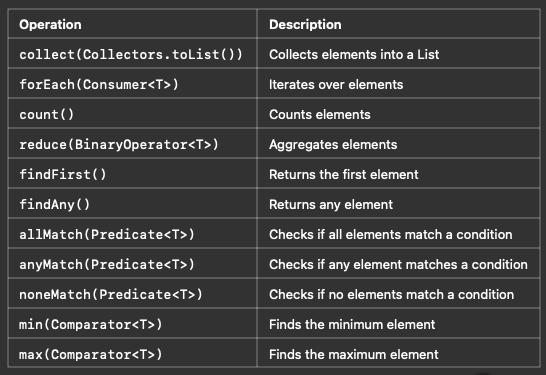 Operation Description
collect(Collectors.toList()) Collects elements into a List
forEach(Consumer<T>) Iterates over elements
count() Counts elements
reduce(BinaryOperator<T>) Aggregates elements
findFirst() Returns the first element
findAny() Returns any element
allMatch(Predicate<T>) Checks if all elements match a condition
anyMatch(Predicate<T>) Checks if any element matches a condition
noneMatch(Predicate<T>) Checks if no elements match a condition
min(Comparator<T>) Finds the minimum element
max(Comparator<T>) Finds the maximum element